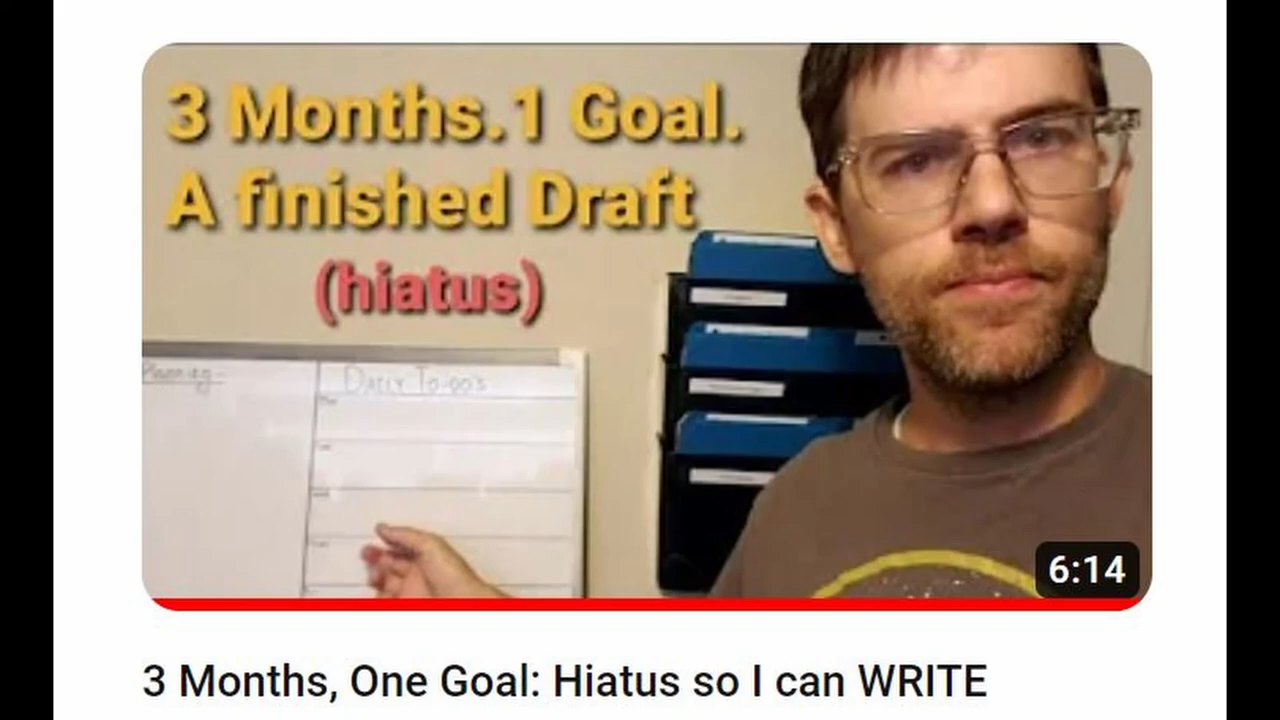 3 Months.1 Goal.
A finished Draft
(hiatus)
Planning-
DAILY TO-DO'S
6:14
3 Months, One Goal: Hiatus so I can WRITE